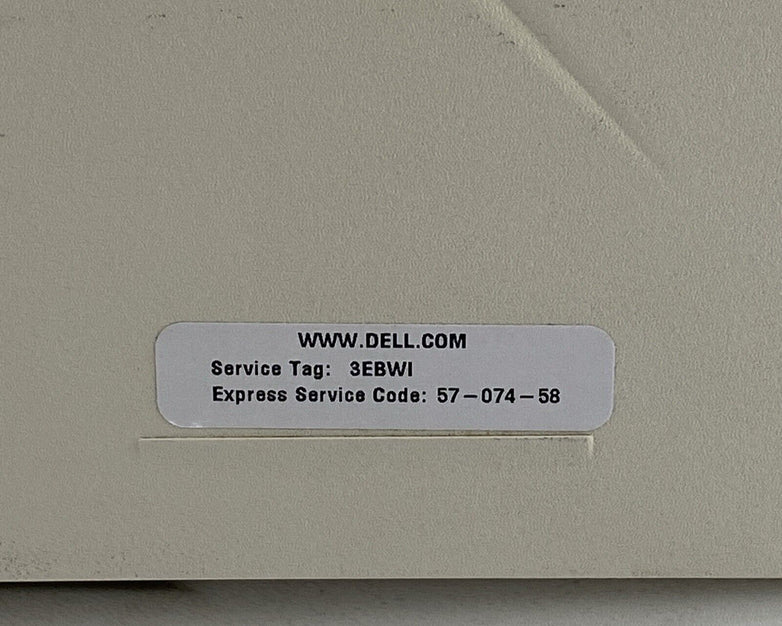 WWW.DELL.COM
Service Tag: 3EBWI
Express Service Code: 57-074-58